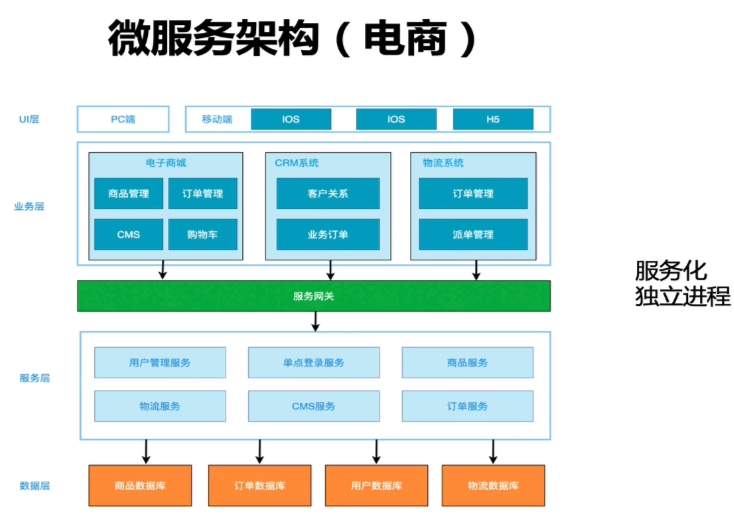 微服务架构（电商）
UI层
PC端
移动端
IOS
IOS
H5
业务层
电子商城
商品管理
订单管理
CMS
购物车
CRM系统
客户关系
业务订单
物流系统
订单管理
派单管理
服务网关
服务化
独立进程
服务层
用户管理服务
单点登录服务
商品服务
物流服务
CMS服务
订单服务
数据层
商品数据库
订单数据库
用户数据库
物流数据库